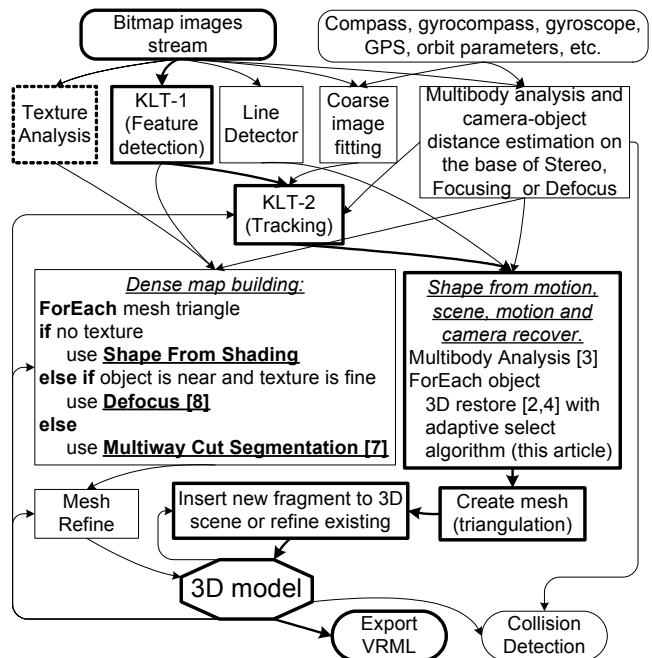 Bitmap images
stream
Compass, gyrocompass, gyroscope,
GPS, orbit parameters, etc.
Texture
Analysis
KLT-1
(Feature
detection)
Line
Detector
Coarse
image
fitting
Multibody analysis and
camera-object
distance estimation on
the base of Stereo,
Focusing or Defocus
KLT-2
(Tracking)
Dense map building:
ForEach mesh triangle
if no texture
use Shape From Shading
else if object is near and texture is fine
use Defocus [8]
else
use Multiway Cut Segmentation [7]
Shape from motion,
scene, motion and
camera recover.
Multibody Analysis [3]
ForEach object
3D restore [2,4] with
adaptive select
algorithm (this article)
Mesh
Refine
Insert new fragment to 3D
scene or refine existing
Create mesh
(triangulation)
3D model
Export
VRML
Collision
Detection